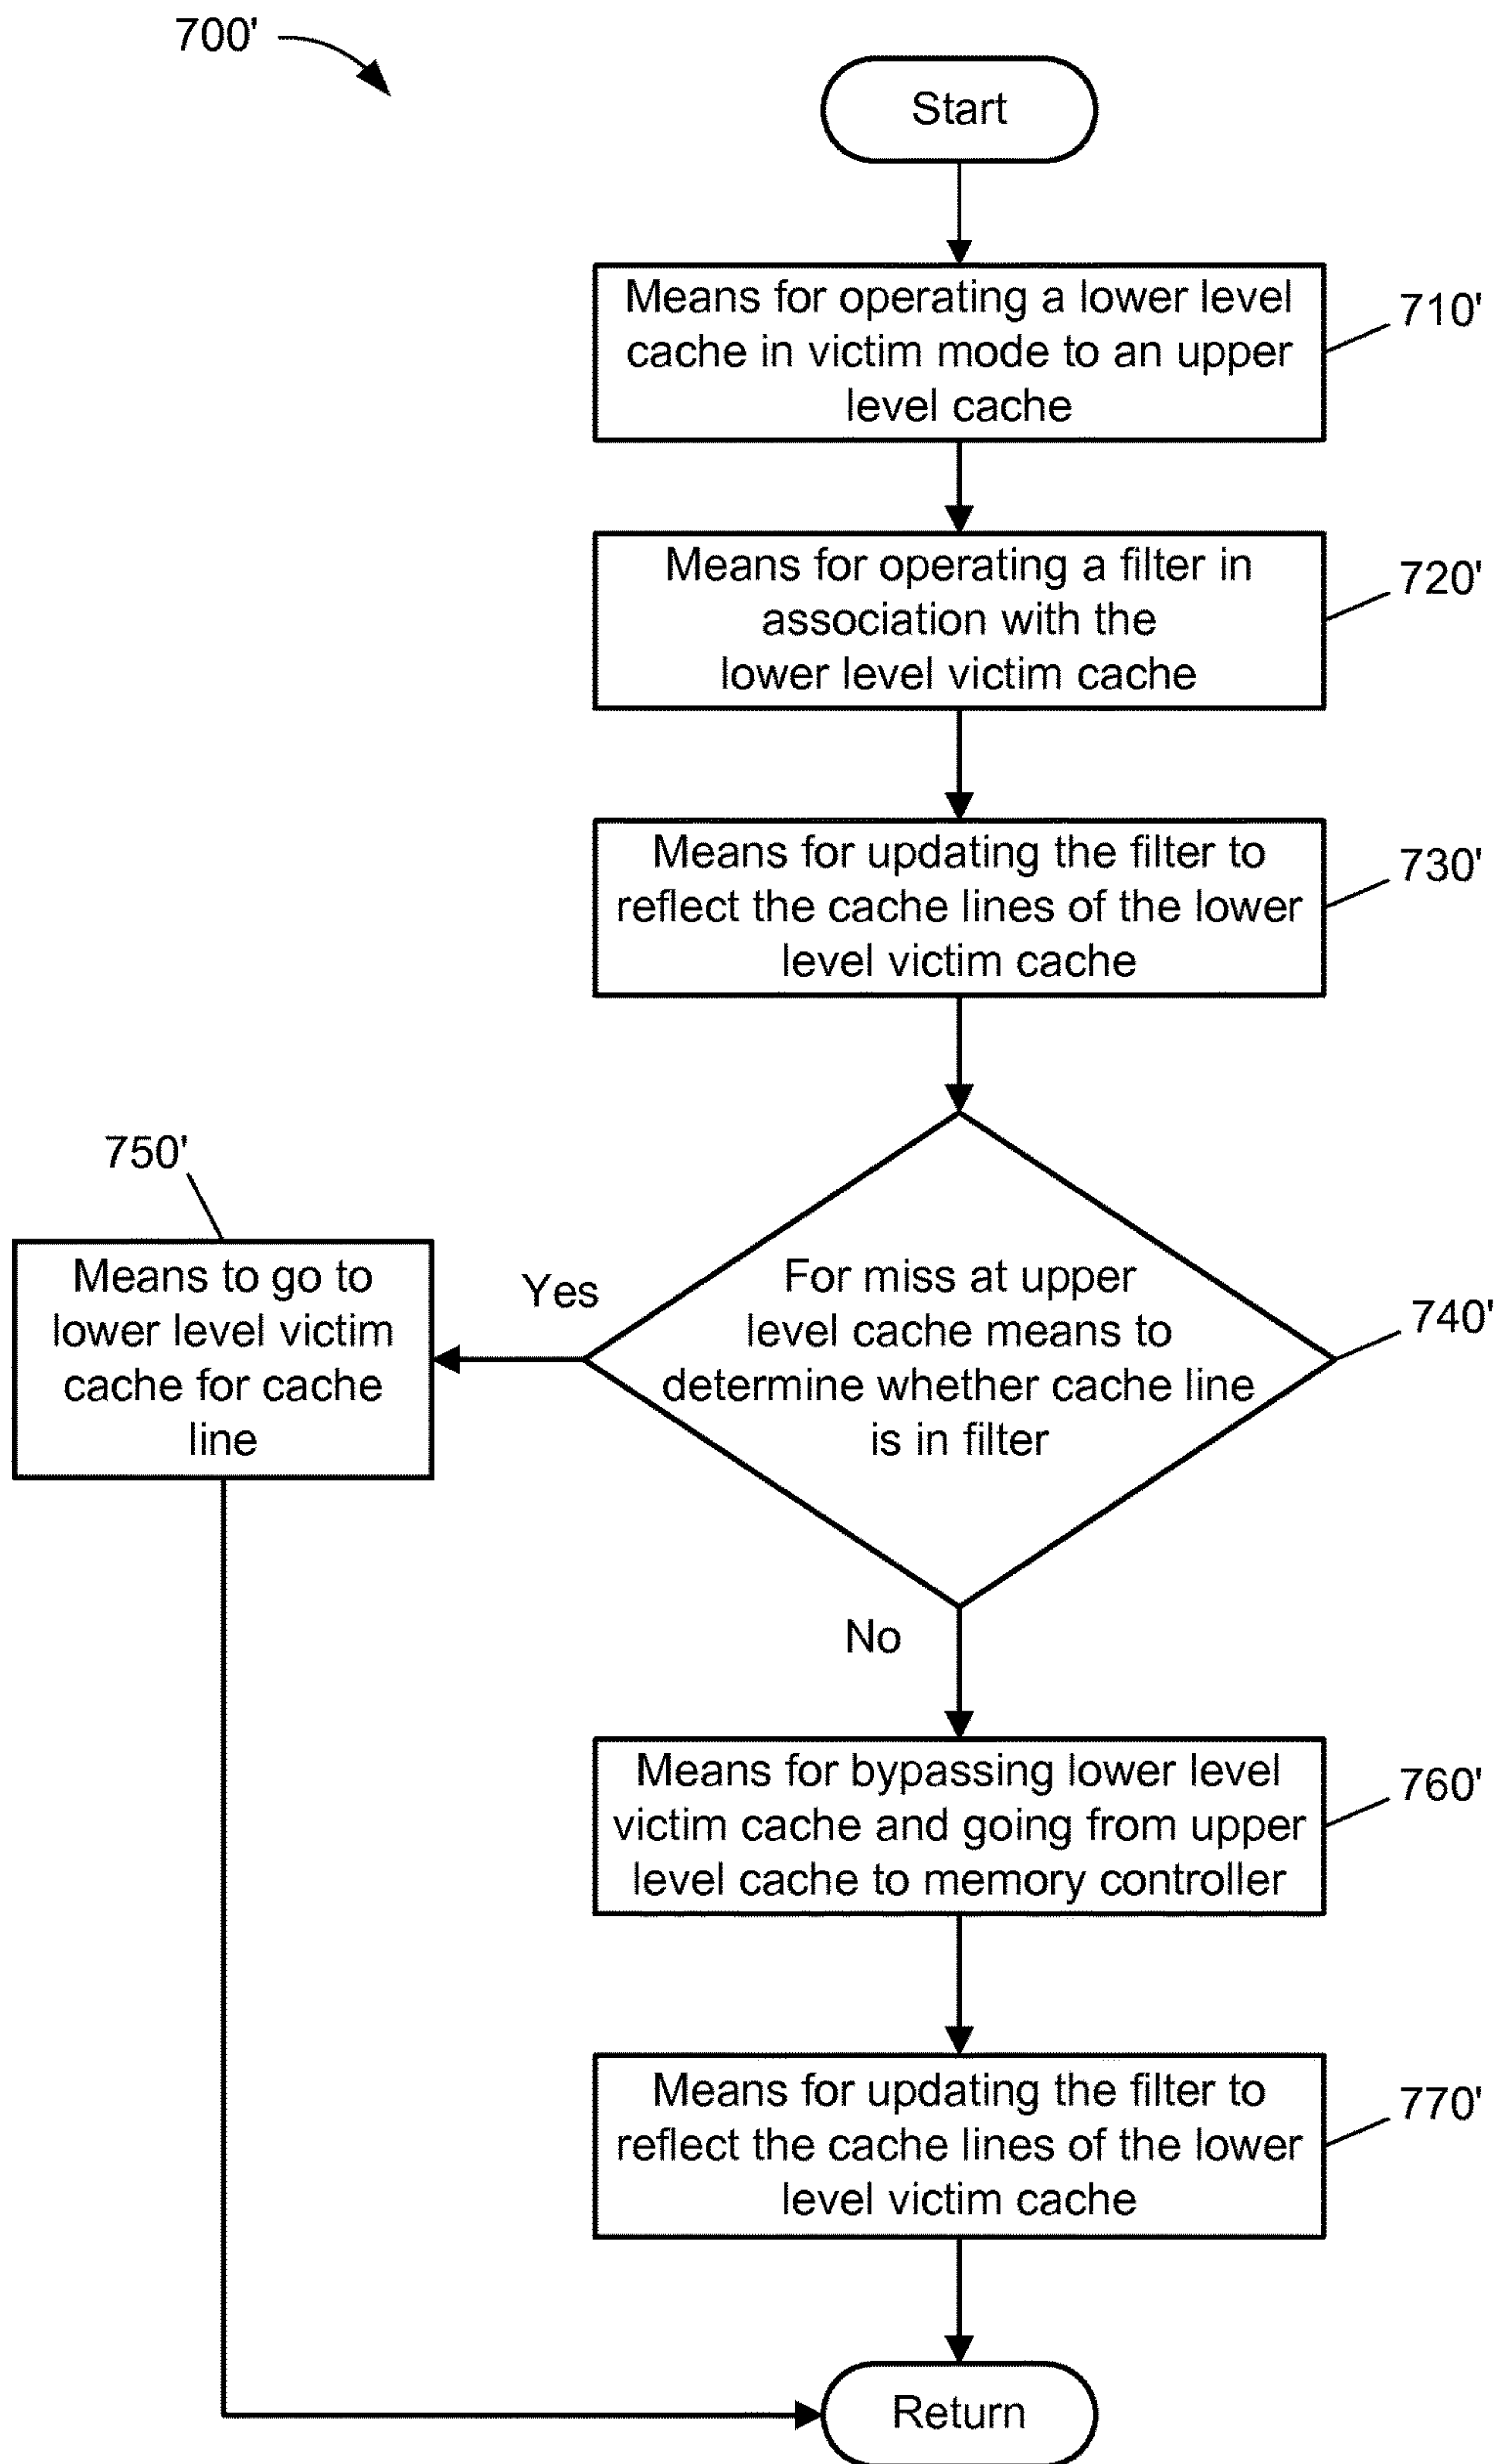 700'
Start
Means for operating a lower level
cache in victim mode to an upper
level cache
710'
Means for operating a filter in
association with the
lower level victim cache
720'
Means for updating the filter to
reflect the cache lines of the lower
level victim cache
730'
For miss at upper
level cache means to
determine whether cache line
is in filter
740'
Yes
750'
Means to go to
lower level victim
cache for cache
line
No
Means for bypassing lower level
victim cache and going from upper
level cache to memory controller
760'
Means for updating the filter to
reflect the cache lines of the lower
level victim cache
770'
Return